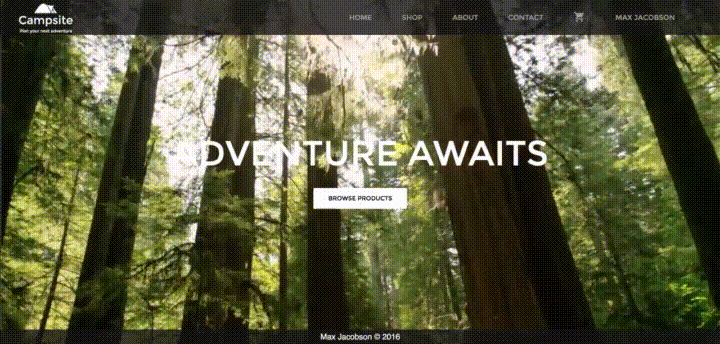 Campsite
Plan your next adventure
HOME SHOP ABOUT CONTACT MAX JACOBSON
ADVENTURE AWAITS
BROWSE PRODUCTS
Max Jacobson © 2016